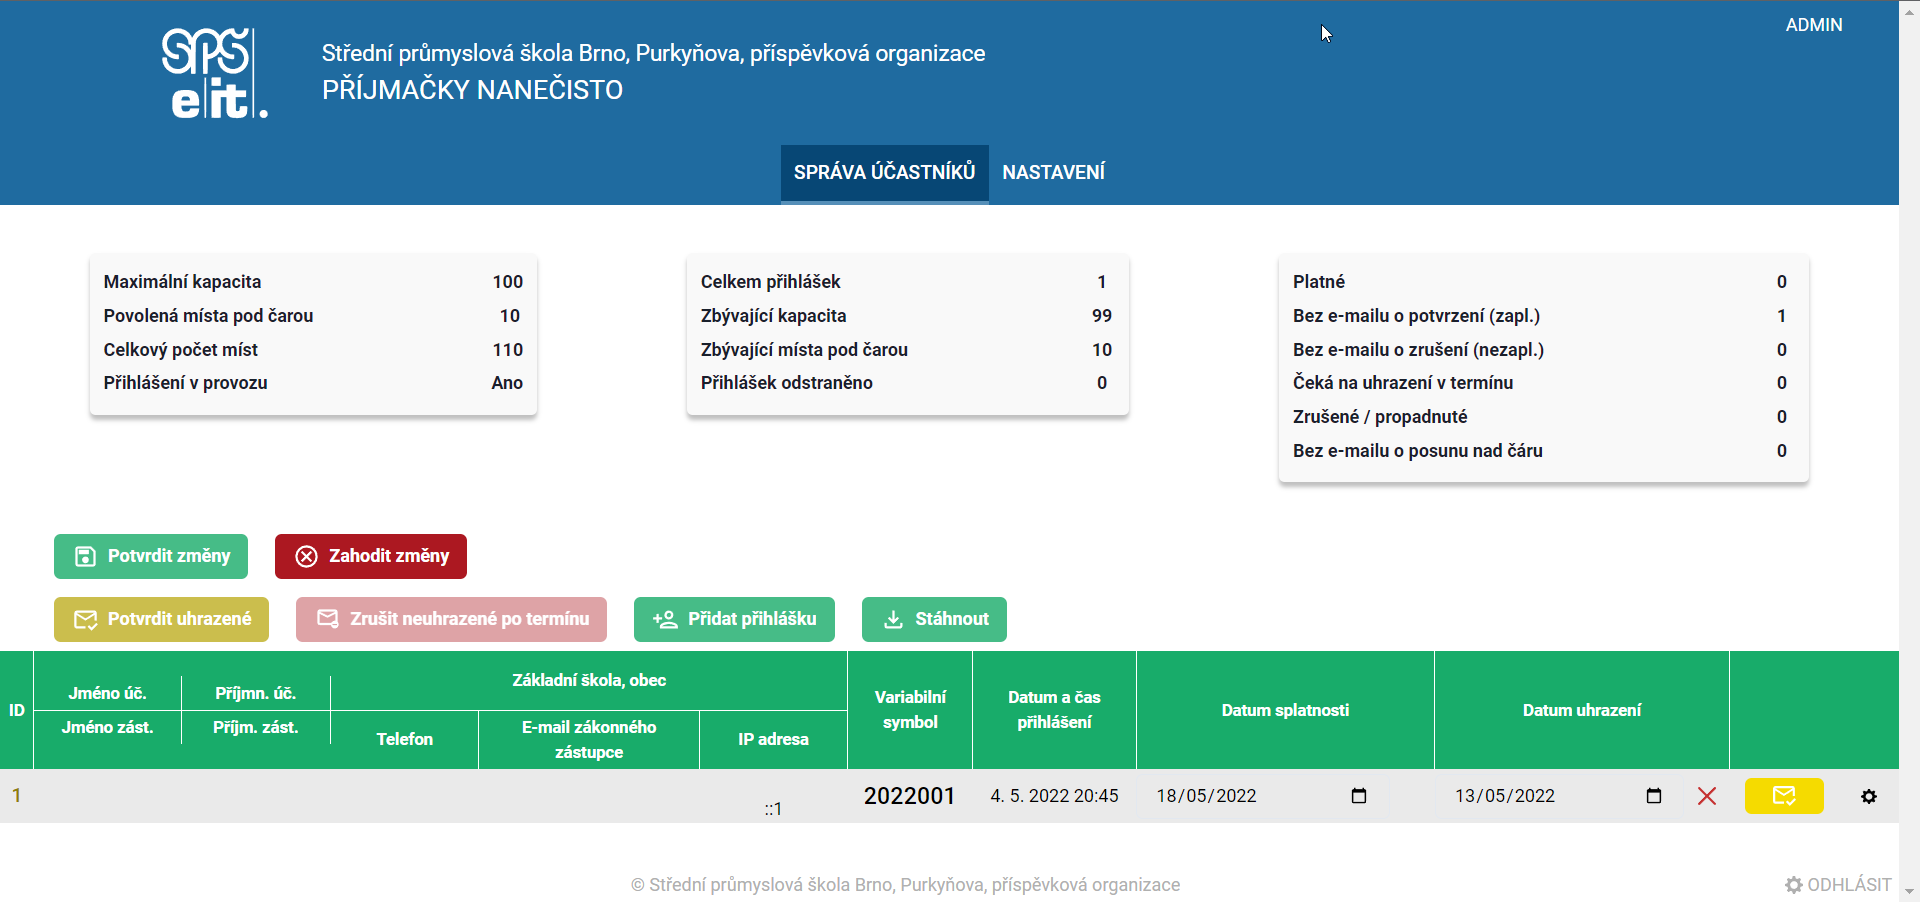 SPŠ
e|it.
Střední průmyslová škola Brno, Purkyňova, příspěvková organizace
PŘÍJMAČKY NANEČISTO
ADMIN
SPRÁVA ÚČASTNÍKŮ
NASTAVENÍ
Maximální kapacita 100
Povolená místa pod čarou 10
Celkový počet míst 110
Přihlášení v provozu Ano
Celkem přihlášek 1
Zbývající kapacita 99
Zbývající místa pod čarou 10
Přihlášek odstraněno 0
Platné 0
Bez e-mailu o potvrzení (zapl.) 1
Bez e-mailu o zrušení (nezapl.) 0
Čeká na uhrazení v termínu 0
Zrušené / propadnuté 0
Bez e-mailu o posunu nad čáru 0
Potvrdit změny
Zahodit změny
Potvrdit uhrazené
Zrušit neuhrazené po termínu
Přidat přihlášku
Stáhnout
ID
Jméno úč.
Příjmn. úč.
Základní škola, obec
Jméno zást.
Příjm. zást.
Telefon
E-mail zákonného
zástupce
IP adresa
Variabilní
symbol
Datum a čas
přihlášení
Datum splatnosti
Datum uhrazení
1
::1
2022001
4. 5. 2022 20:45
18/05/2022
13/05/2022
© Střední průmyslová škola Brno, Purkyňova, příspěvková organizace
ODHLÁSIT